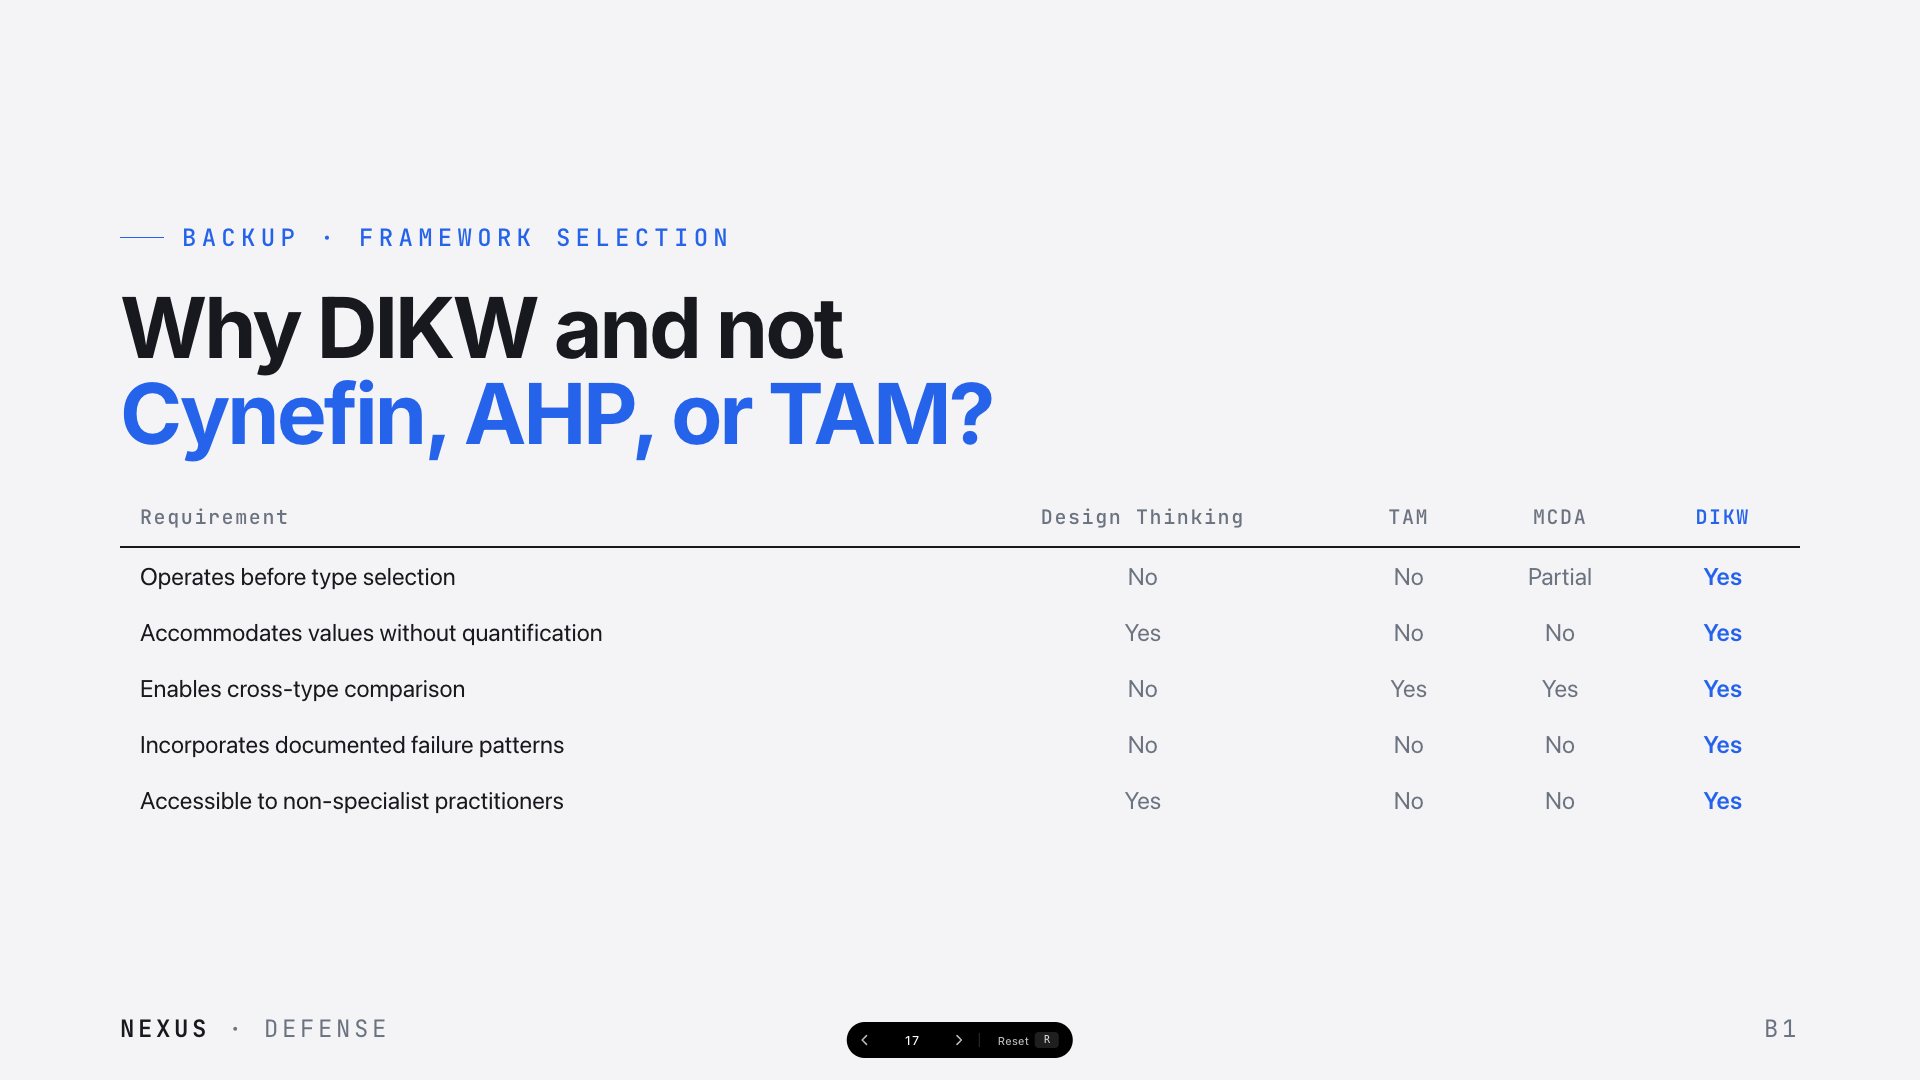 BACKUP · FRAMEWORK SELECTION
Why DIKW and not
Cynefin, AHP, or TAM?
Requirement Design Thinking TAM MCDA DIKW
Operates before type selection No No Partial Yes
Accommodates values without quantification Yes No No Yes
Enables cross-type comparison No Yes Yes Yes
Incorporates documented failure patterns No No No Yes
Accessible to non-specialist practitioners Yes No No Yes
NEXUS · DEFENSE B1
17 Reset R